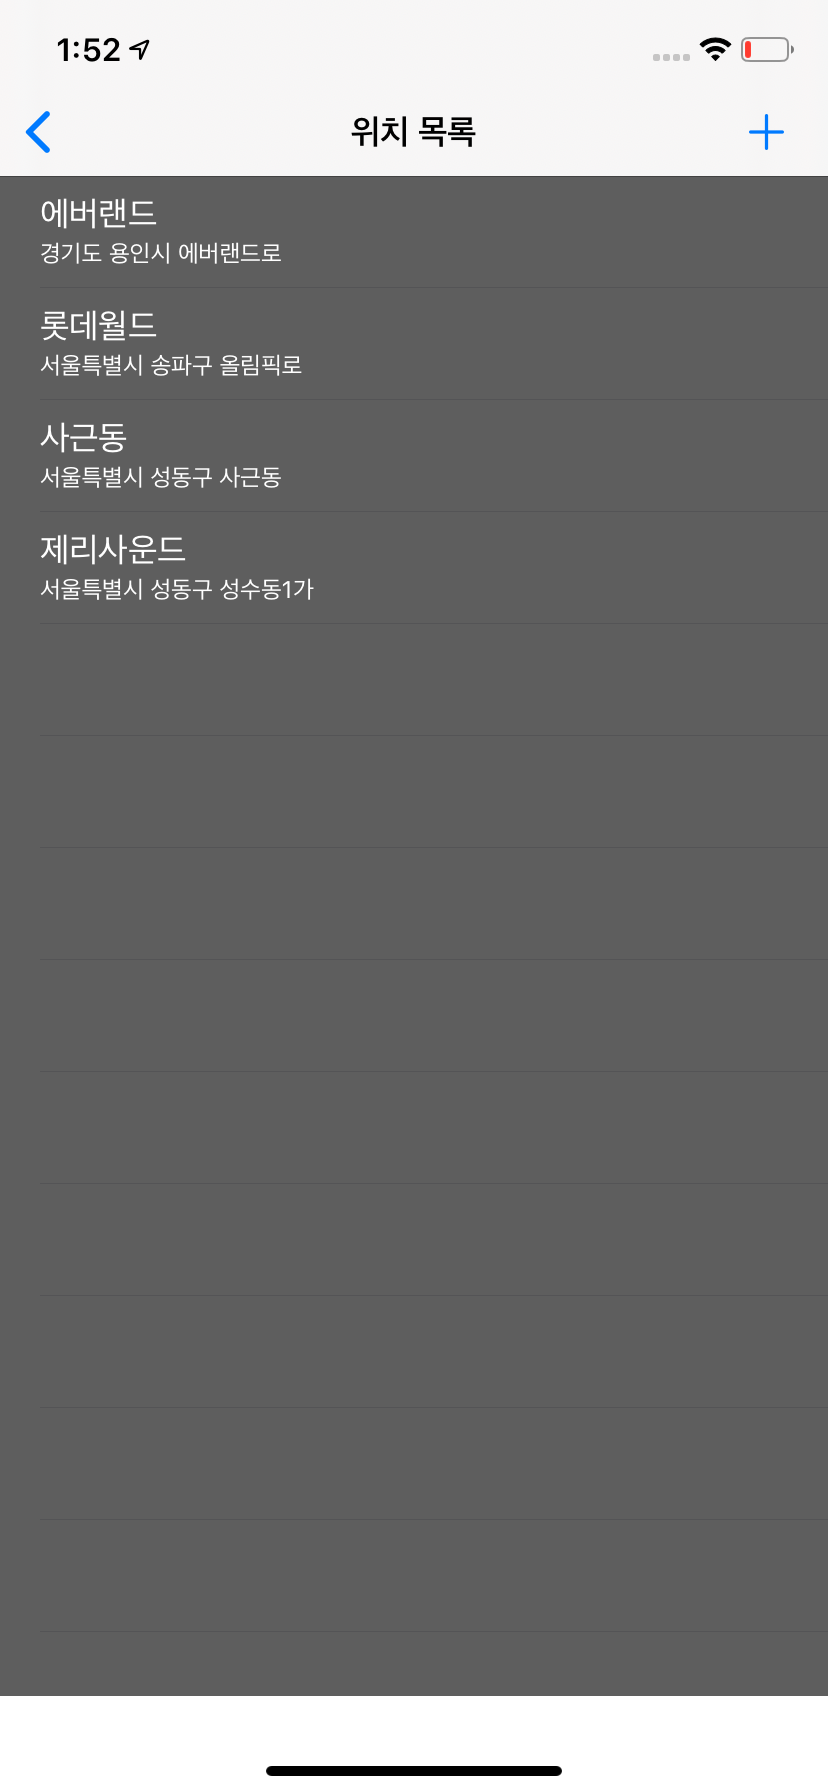 1:52
위치 목록
에버랜드
경기도 용인시 에버랜드로
롯데월드
서울특별시 송파구 올림픽로
사근동
서울특별시 성동구 사근동
제리사운드
서울특별시 성동구 성수동1가